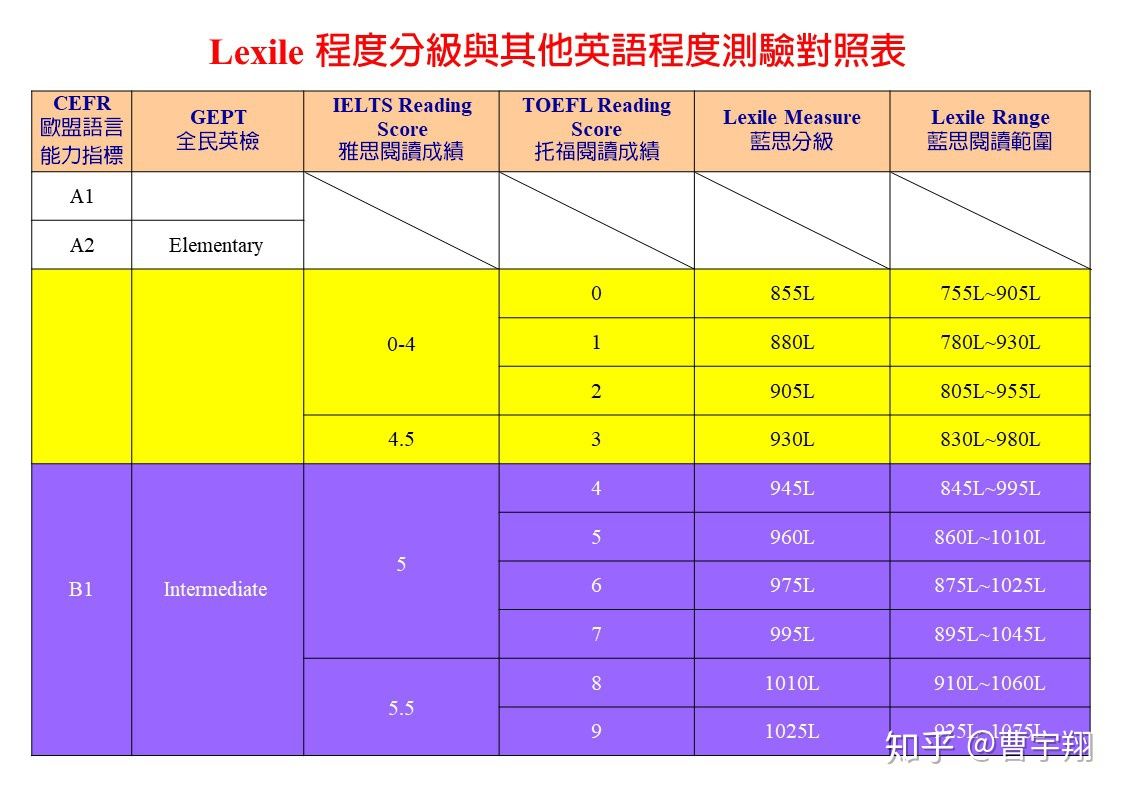 Lexile 程度分級與其他英語程度測驗對照表
CEFR
歐盟語言
能力指標
GEPT
全民英檢
IELTS Reading
Score
雅思閱讀成績
TOEFL Reading
Score
托福閱讀成績
Lexile Measure
藍思分級
Lexile Range
藍思閱讀範圍
A1
A2
Elementary
0-4
0
855L
755L~905L
1
880L
780L~930L
2
905L
805L~955L
4.5
3
930L
830L~980L
B1
Intermediate
5
4
945L
845L~995L
5
960L
860L~1010L
6
975L
875L~1025L
7
995L
895L~1045L
5.5
8
1010L
910L~1060L
9
1025L
925L~1075L
知乎 @曹宇翔